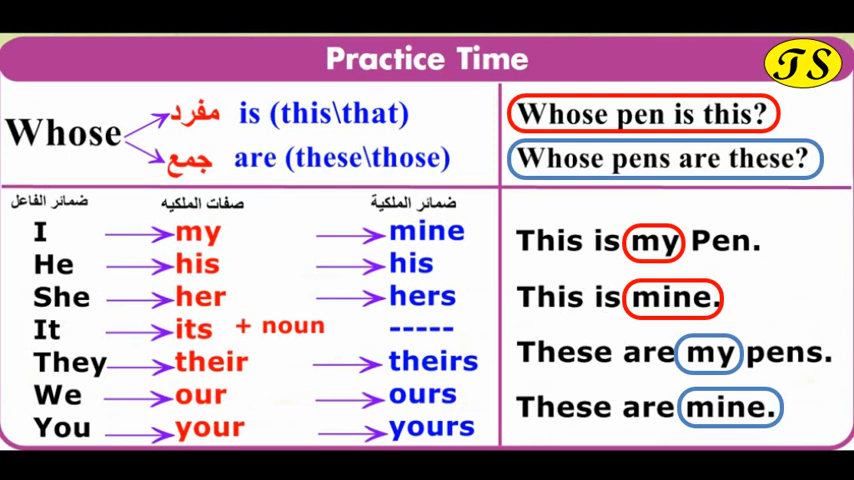 Practice Time
TS
Whose
مفرد is (this\that)
جمع are (these\those)
Whose pen is this?
Whose pens are these?
ضمائر الفاعل صفات الملكيه ضمائر الملكية
I my mine
He his his
She her hers
It its + noun -----
They their theirs
We our ours
You your yours
This is my Pen.
This is mine.
These are my pens.
These are mine.